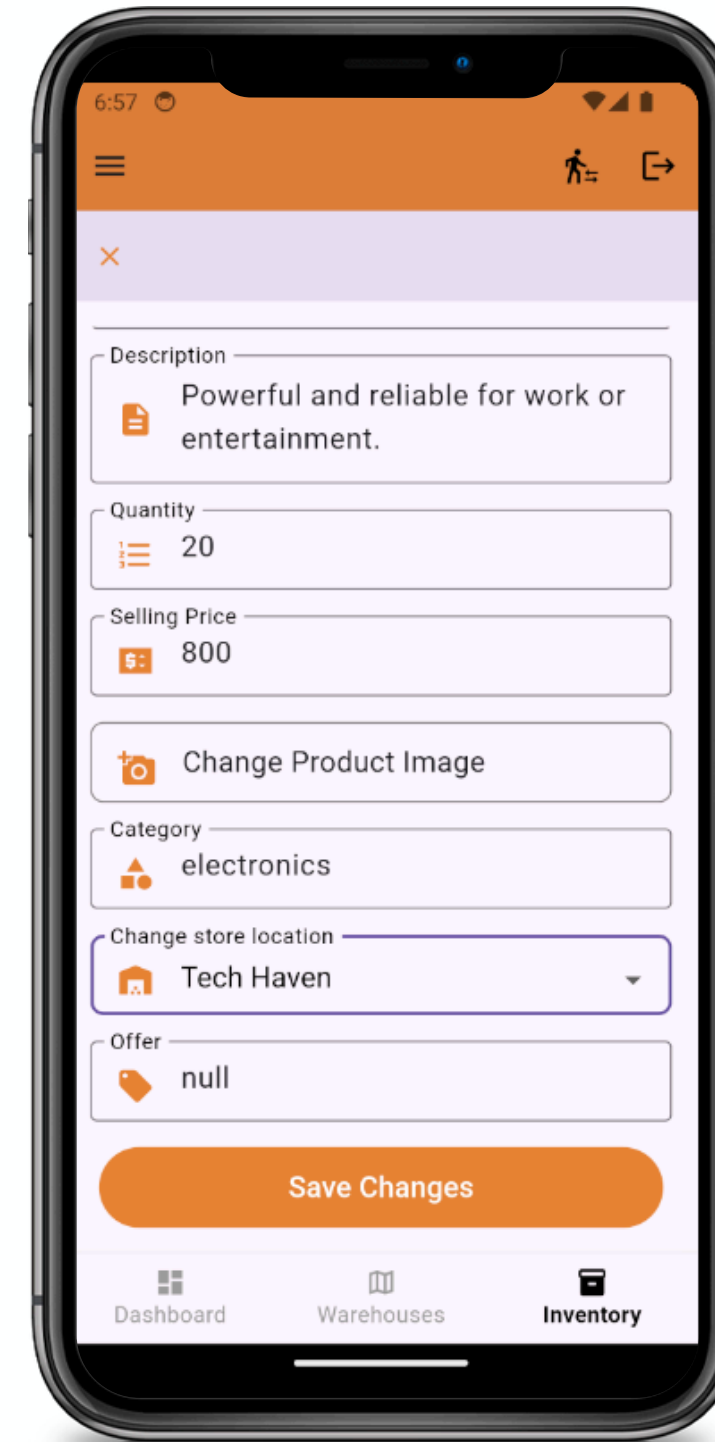 6:57
Description
Powerful and reliable for work or
entertainment.
Quantity
20
Selling Price
800
Change Product Image
Category
electronics
Change store location
Tech Haven
Offer
null
Save Changes
Dashboard
Warehouses
Inventory